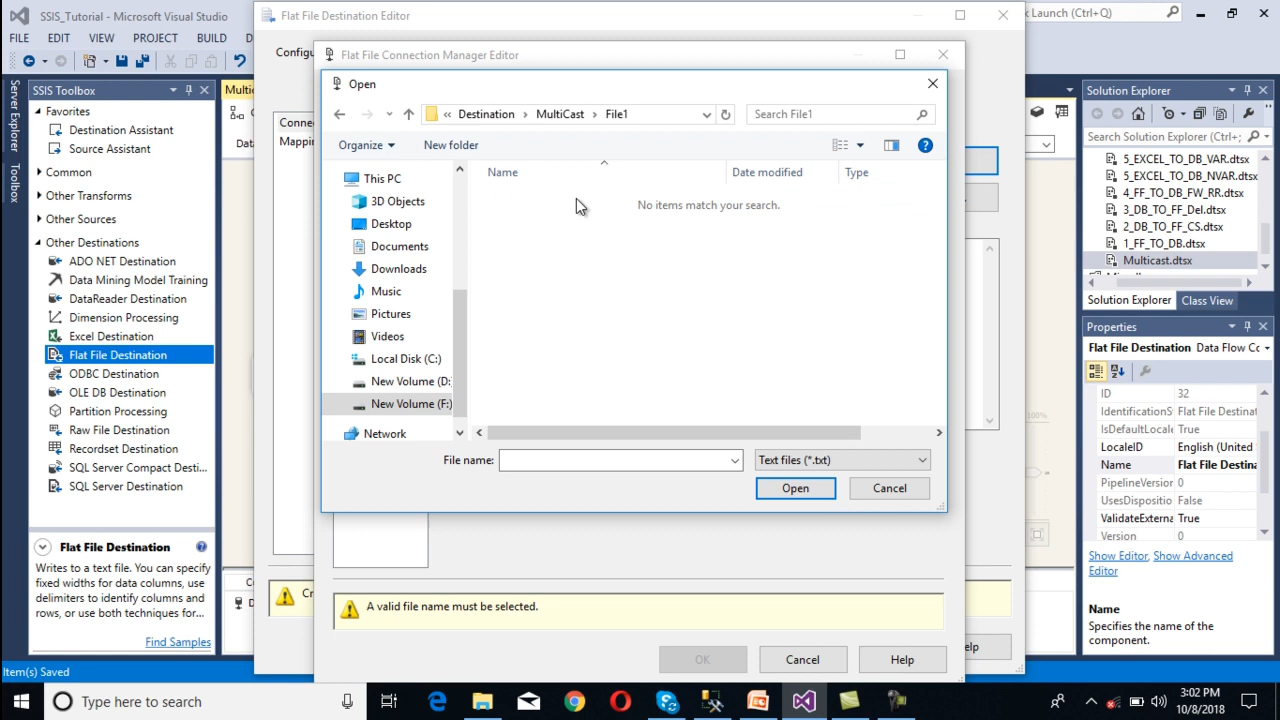 SSIS_Tutorial - Microsoft Visual Studio
Flat File Destination Editor
Launch (Ctrl+Q)
FILE EDIT VIEW PROJECT BUILD
Flat File Connection Manager Editor
Configu
Open
SSIS Toolbox
Multic
Solution Explorer
Server Explorer
Toolbox
Favorites
Destination Assistant
Source Assistant
Common
Other Transforms
Other Sources
Other Destinations
ADO NET Destination
Data Mining Model Training
DataReader Destination
Dimension Processing
Excel Destination
Flat File Destination
ODBC Destination
OLE DB Destination
Partition Processing
Raw File Destination
Recordset Destination
SQL Server Compact Desti...
SQL Server Destination
Flat File Destination
Writes to a text file. You can specify
fixed widths for data columns, use
delimiters to identify columns and
rows, or use both techniques for...
Find Samples
Conne
Mappin
Data
Destination › MultiCast › File1
Search File1
Organize
New folder
Name
Date modified
Type
No items match your search.
This PC
3D Objects
Desktop
Documents
Downloads
Music
Pictures
Videos
Local Disk (C:)
New Volume (D:
New Volume (F:)
Network
File name:
Text files (*.txt)
Open
Cancel
Cr
A valid file name must be selected.
OK
Cancel
Help
elp
Search Solution Explorer (Ctrl+;
5_EXCEL_TO_DB_VAR.dtsx
5_EXCEL_TO_DB_NVAR.dtsx
4_FF_TO_DB_FW_RR.dtsx
3_DB_TO_FF_Del.dtsx
2_DB_TO_FF_CS.dtsx
1_FF_TO_DB.dtsx
Multicast.dtsx
Solution Explorer
Class View
Properties
Flat File Destination Data Flow Co
ID 32
IdentificationS Flat File Destinat
IsDefaultLocale True
LocaleID English (United
Name Flat File Destina
PipelineVersion 0
UsesDispositio False
ValidateExterna True
Version 0
Show Editor, Show Advanced
Editor
Name
Specifies the name of the
component.
100%
Item(s) Saved
Type here to search
3:02 PM
10/8/2018